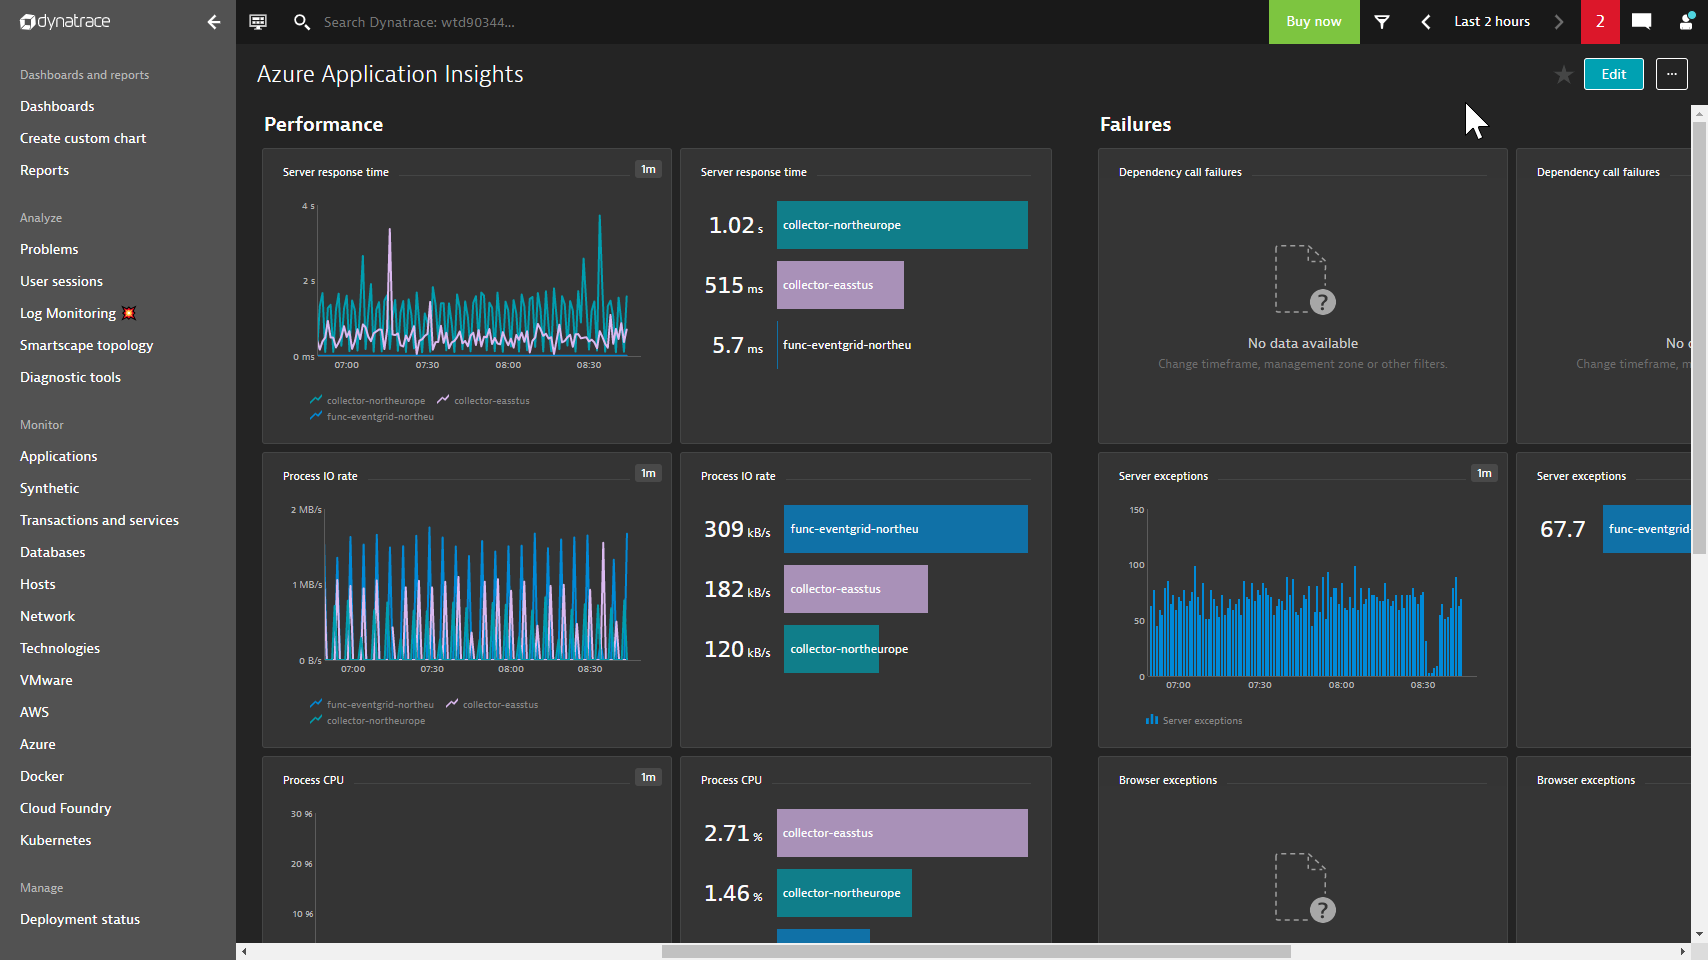 dynatrace
Search Dynatrace: wtd90344...
Buy now
Last 2 hours
2
Dashboards and reports
Dashboards
Create custom chart
Reports
Analyze
Problems
User sessions
Log Monitoring
Smartscape topology
Diagnostic tools
Monitor
Applications
Synthetic
Transactions and services
Databases
Hosts
Network
Technologies
VMware
AWS
Azure
Docker
Cloud Foundry
Kubernetes
Manage
Deployment status
Azure Application Insights
Edit
...
Performance
Server response time
1m
4 s
2 s
0 ms
07:00 07:30 08:00 08:30
collector-northeurope collector-easstus
func-eventgrid-northeu
Server response time
1.02 s collector-northeurope
515 ms collector-easstus
5.7 ms func-eventgrid-northeu
Process IO rate
1m
2 MB/s
1 MB/s
0 B/s
07:00 07:30 08:00 08:30
func-eventgrid-northeu collector-easstus
collector-northeurope
Process IO rate
309 kB/s func-eventgrid-northeu
182 kB/s collector-easstus
120 kB/s collector-northeurope
Process CPU
1m
30 %
20 %
10 %
Process CPU
2.71 % collector-easstus
1.46 % collector-northeurope
Failures
Dependency call failures
?
No data available
Change timeframe, management zone or other filters.
Dependency call failures
No
Change timeframe,
Server exceptions
1m
150
100
50
0
07:00 07:30 08:00 08:30
Server exceptions
Server exceptions
67.7 func-eventgrid-
Browser exceptions
?
Browser exceptions